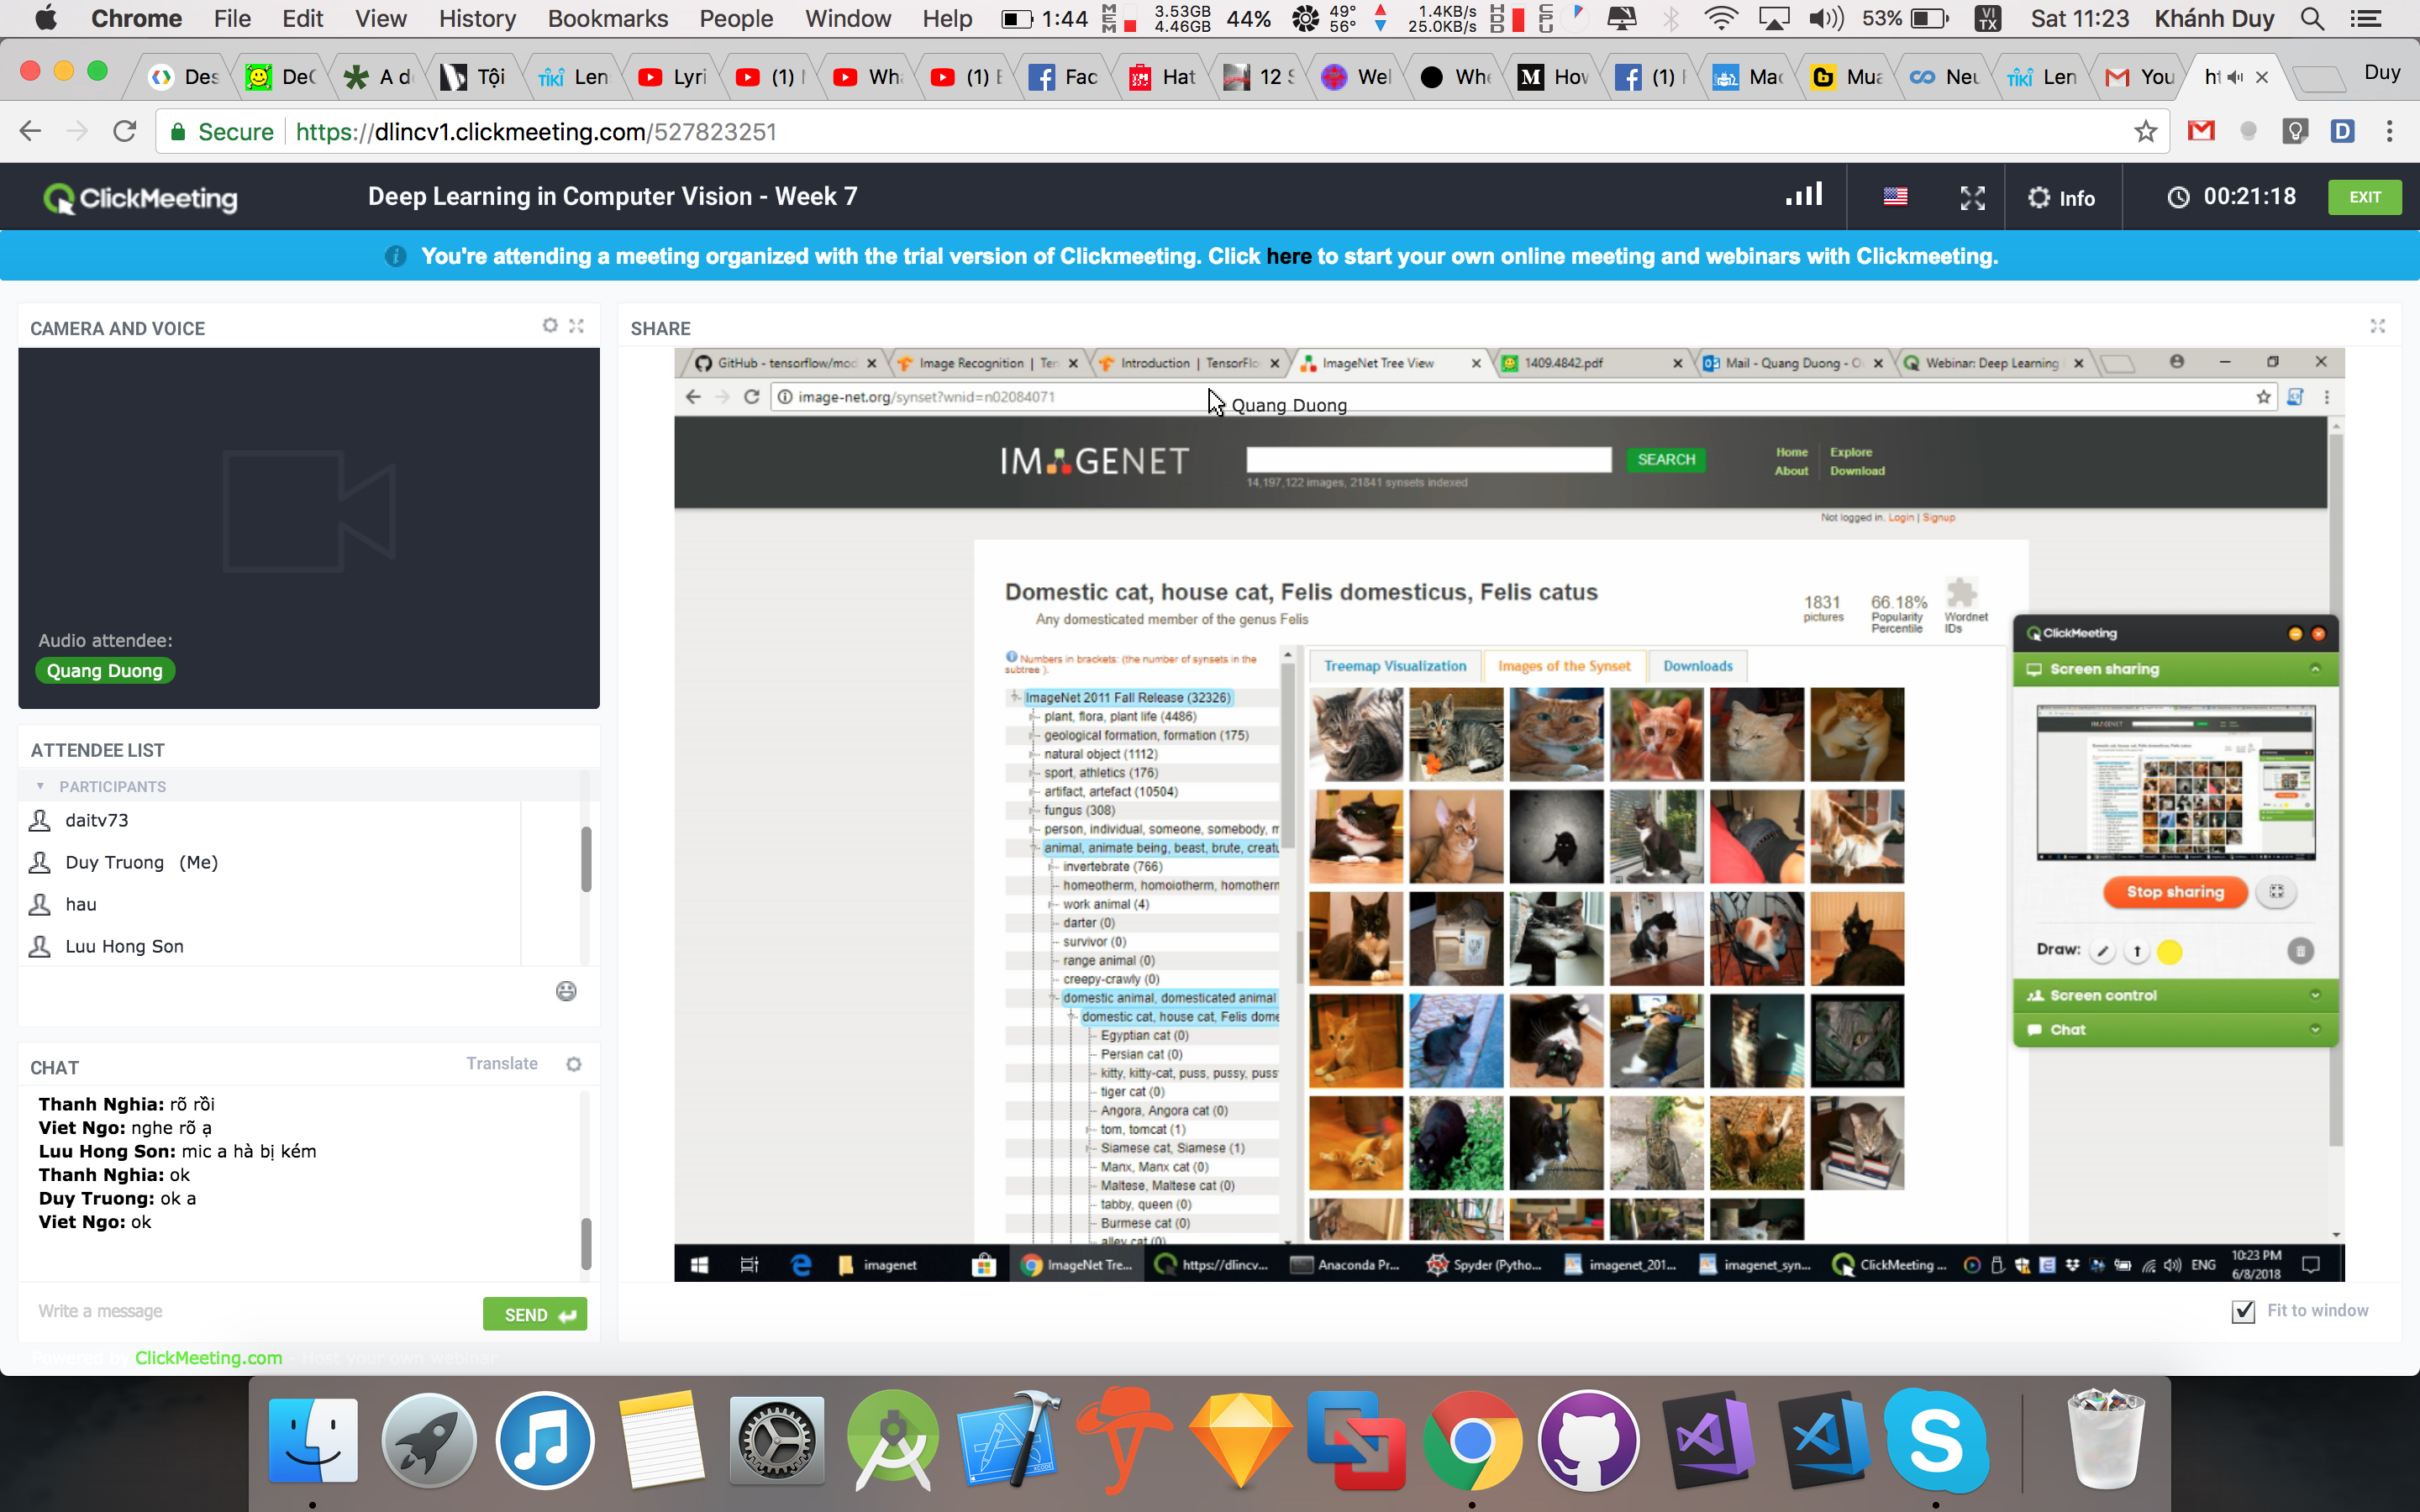 Chrome File Edit View History Bookmarks People Window Help 1:44 MEM 3.53GB 4.46GB 44% 49° 56° 1.4KB/s 25.0KB/s HDD CPU 53% VI TX Sat 11:23 Khánh Duy
Des DeC A d Tội TIKI Len Lyri (1) Wha (1) E Fac Hat 12 S Wel Whe How (1) F Mac Mua Neu TIKI Len You ht Duy
Secure https://dlincv1.clickmeeting.com/527823251
ClickMeeting Deep Learning in Computer Vision - Week 7 Info 00:21:18 EXIT
You're attending a meeting organized with the trial version of Clickmeeting. Click here to start your own online meeting and webinars with Clickmeeting.
CAMERA AND VOICE
Audio attendee:
Quang Duong
ATTENDEE LIST
PARTICIPANTS
daitv73
Duy Truong (Me)
hau
Luu Hong Son
CHAT Translate
Thanh Nghia: rõ rồi
Viet Ngo: nghe rõ ạ
Luu Hong Son: mic a hà bị kém
Thanh Nghia: ok
Duy Truong: ok a
Viet Ngo: ok
Write a message SEND
Powered by ClickMeeting.com - Host your own webinar
SHARE
GitHub - tensorflow/mod Image Recognition | Ten Introduction | TensorFlo ImageNet Tree View 1409.4842.pdf Mail - Quang Duong - O Webinar: Deep Learning
image-net.org/synset?wnid=n02084071
Quang Duong
IMAGENET SEARCH Home Explore
About Download
14,197,122 images, 21841 synsets indexed
Not logged in. Login | Signup
Domestic cat, house cat, Felis domesticus, Felis catus
Any domesticated member of the genus Felis
1831 pictures
66.18% Popularity Percentile
Wordnet IDs
Numbers in brackets: (the number of synsets in the
subtree ).
ImageNet 2011 Fall Release (32326)
plant, flora, plant life (4486)
geological formation, formation (175)
natural object (1112)
sport, athletics (176)
artifact, artefact (10504)
fungus (308)
person, individual, someone, somebody, m
animal, animate being, beast, brute, creatu
invertebrate (766)
homeotherm, homoiotherm, homothern
work animal (4)
darter (0)
survivor (0)
range animal (0)
creepy-crawly (0)
domestic animal, domesticated animal
domestic cat, house cat, Felis dome
Egyptian cat (0)
Persian cat (0)
kitty, kitty-cat, puss, pussy, puss
tiger cat (0)
Angora, Angora cat (0)
tom, tomcat (1)
Siamese cat, Siamese (1)
Manx, Manx cat (0)
Maltese, Maltese cat (0)
tabby, queen (0)
Burmese cat (0)
alley cat (0)
Treemap Visualization Images of the Synset Downloads
ClickMeeting
Screen sharing
Stop sharing
Draw:
Screen control
Chat
imagenet ImageNet Tre... https://dlincv... Anaconda Pr... Spyder (Pytho... imagenet_201... imagenet_syn... ClickMeeting ... ENG 10:23 PM
6/8/2018
Fit to window